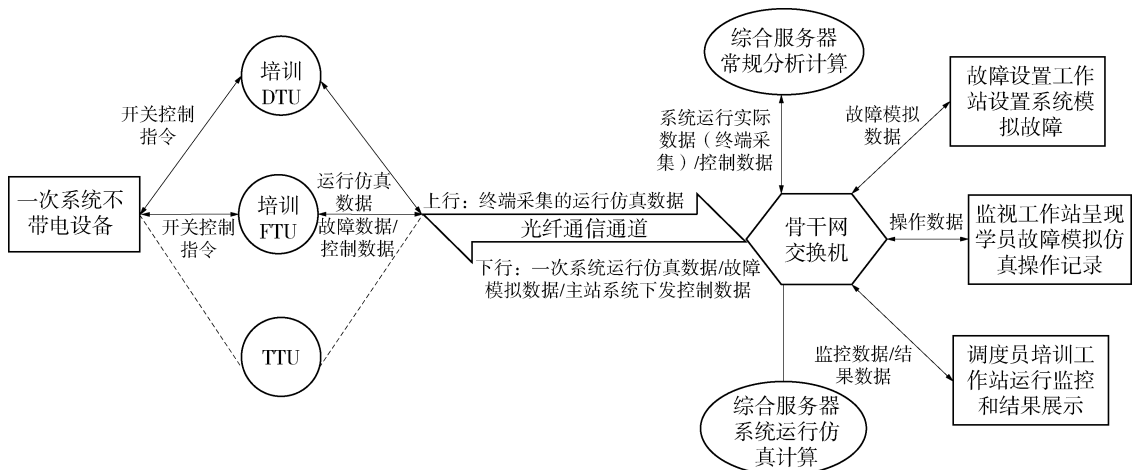 综合服务器
常规分析计算
培训
DTU
故障设置工作
站设置系统模
拟故障
开关控制
指令
系统运行实际
数据（终端采
集）/控制数据
故障模拟
数据
一次系统不
带电设备
开关控制
指令
培训
FTU
运行仿真
数据
故障数据/
控制数据
上行：终端采集的运行仿真数据
光纤通信通道
下行：一次系统运行仿真数据/故障
模拟数据/主站系统下发控制数据
骨干网
交换机
操作数据
监视工作站呈现
学员故障模拟仿
真操作记录
TTU
监控数据/结
果数据
调度员培训工
作站运行监控
和结果展示
综合服务器
系统运行仿
真计算